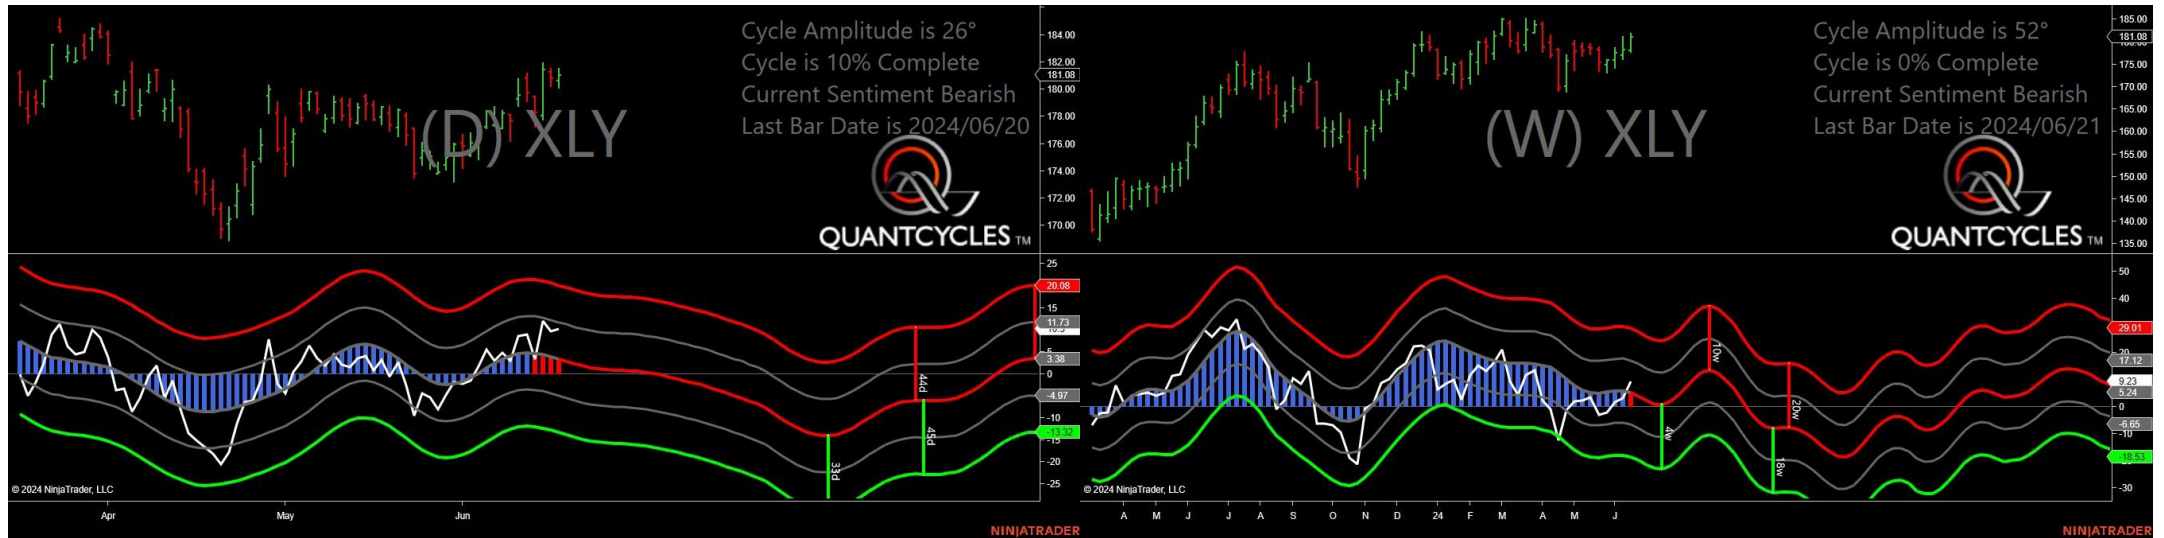 Cycle Amplitude is 26°
Cycle is 10% Complete
Current Sentiment Bearish
Last Bar Date is 2024/06/20
(D) XLY
QUANTCYCLES TM
184.00
182.00
181.08
180.00
178.00
176.00
174.00
172.00
170.00
25
20.08
15
11.73
5
3.38
0
-4.97
-10
-13.32
-15
-20
-25
44d
45d
33d
© 2024 NinjaTrader, LLC
Apr May Jun
NINJATRADER
Cycle Amplitude is 52°
Cycle is 0% Complete
Current Sentiment Bearish
Last Bar Date is 2024/06/21
(W) XLY
QUANTCYCLES TM
185.00
181.08
175.00
170.00
165.00
160.00
155.00
150.00
145.00
140.00
135.00
50
40
29.01
20
17.12
9.23
5.24
0
-6.65
-10
-18.53
-30
10w
20w
4w
18w
© 2024 NinjaTrader, LLC
A M J J A S O N D 24 F M A M J
NINJATRADER